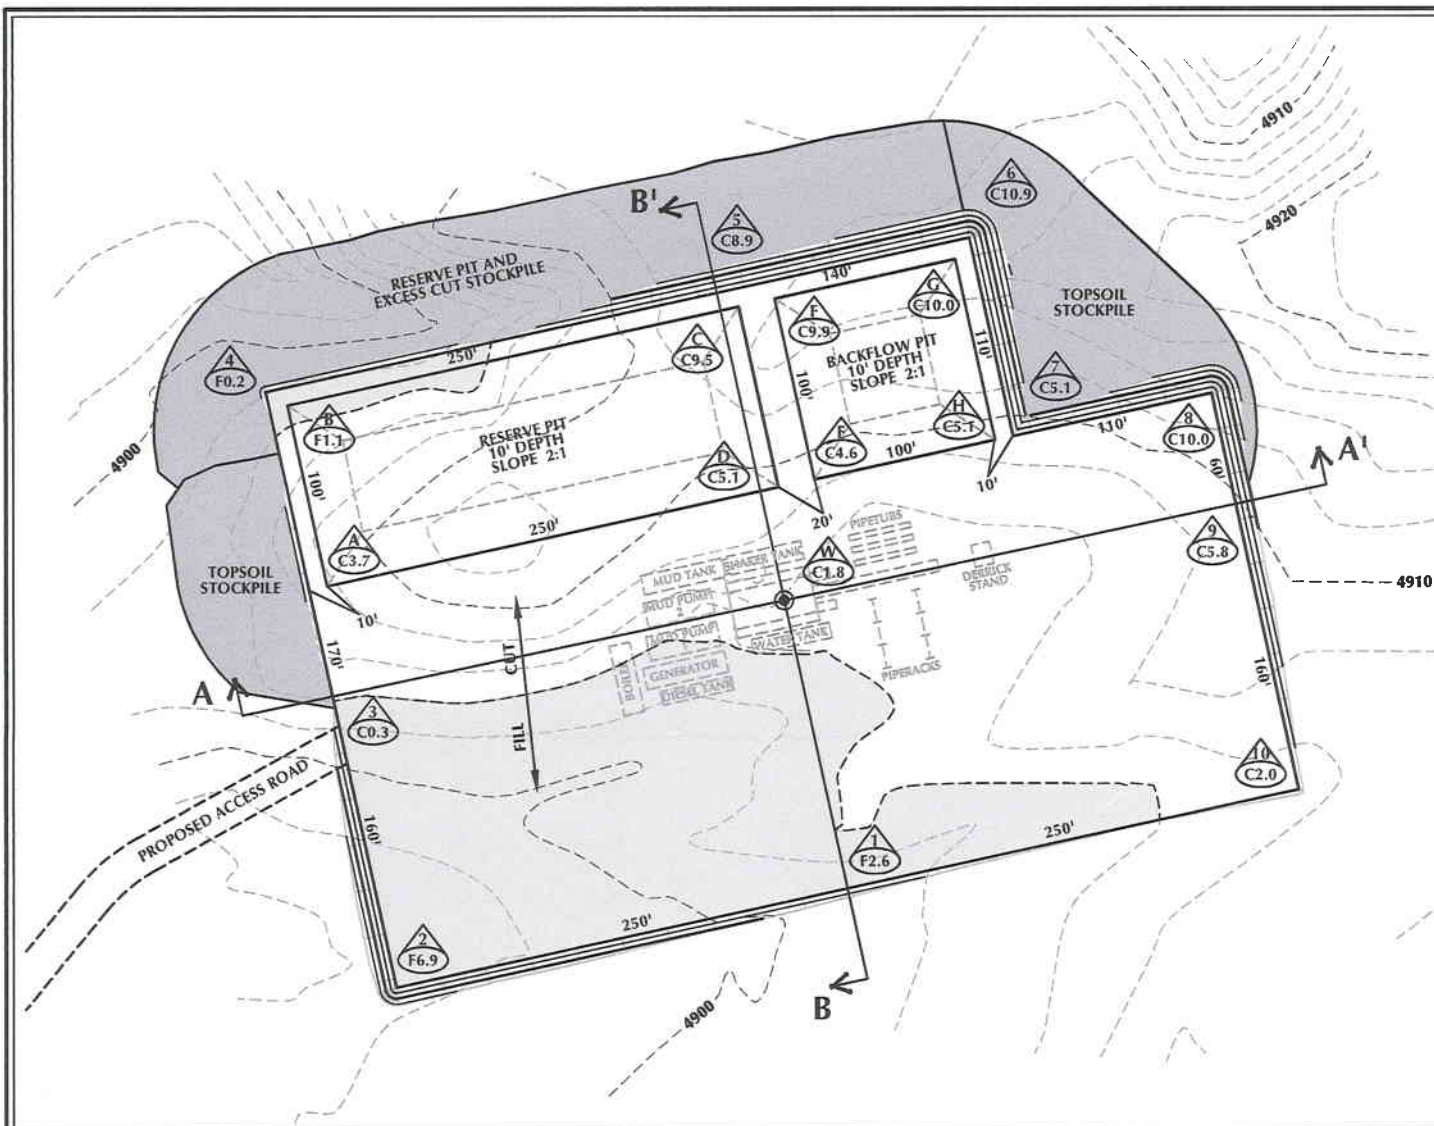 4910
4920
6
C10.9
B'
5
C8.9
RESERVE PIT AND
EXCESS CUT STOCKPILE
140'
G
C10.0
TOPSOIL
STOCKPILE
F
C9.9
C
C9.5
4
F0.2
250'
BACKFLOW PIT
10' DEPTH
SLOPE 2:1
110'
7
C5.1
100'
B
F1.1
H
C5.1
8
C10.0
110'
RESERVE PIT
10' DEPTH
SLOPE 2:1
E
C4.6
100'
4900
D
C5.1
60'
A'
100'
10'
A
C3.7
250'
20'
PIPETUBS
9
C5.8
W
C1.8
SHAKER TANK
MUD TANK
DERRICK
STAND
TOPSOIL
STOCKPILE
4910
MUD PUMP
10'
MUD PUMP
WATER TANK
170'
CUT
BOILER
GENERATOR
DIESEL TANK
PIPERACKS
160'
A
3
C0.3
FILL
10
C2.0
PROPOSED ACCESS ROAD
160'
1
F2.6
250'
250'
2
F6.9
B
4900